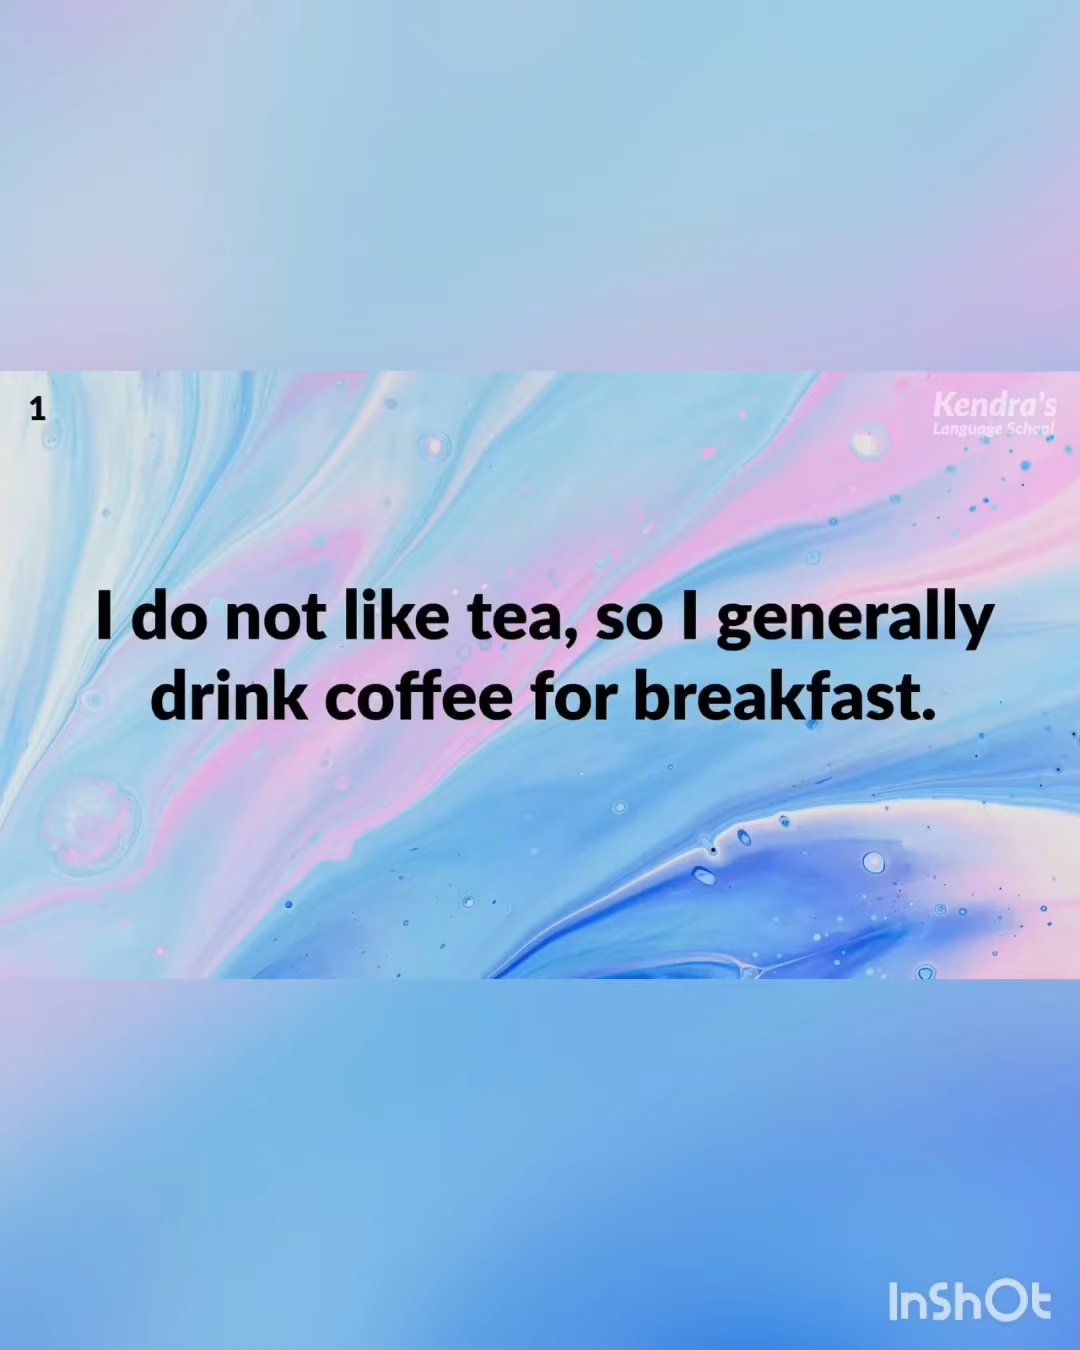 1
Kendra's
Language School
I do not like tea, so I generally
drink coffee for breakfast.
InShOt